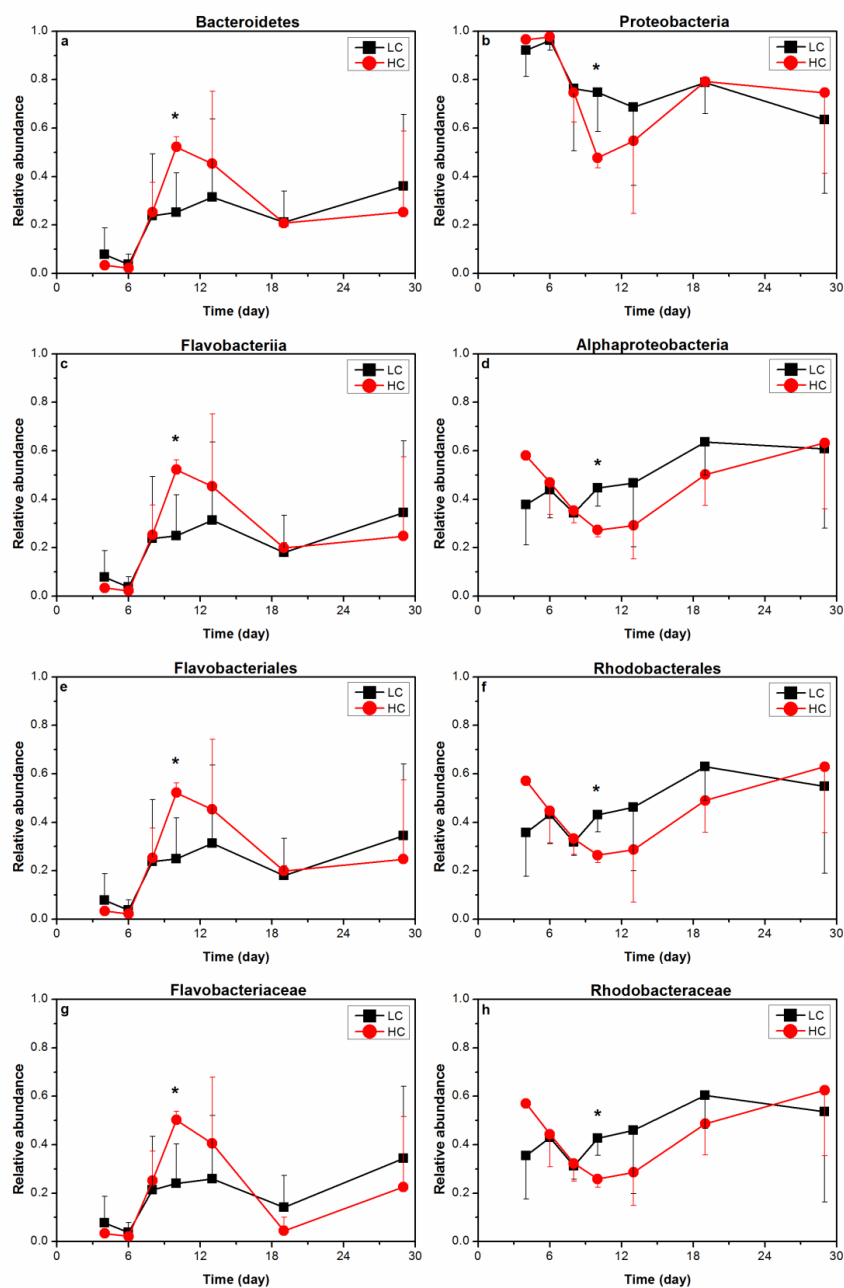 Bacteroidetes
a
LC
HC
*
Relative abundance
1.0
0.8
0.6
0.4
0.2
0.0
0 6 12 18 24 30
Time (day)
Proteobacteria
b
LC
HC
*
Relative abundance
1.0
0.8
0.6
0.4
0.2
0.0
0 6 12 18 24 30
Time (day)
Flavobacteriia
c
LC
HC
*
Relative abundance
1.0
0.8
0.6
0.4
0.2
0.0
0 6 12 18 24 30
Time (day)
Alphaproteobacteria
d
LC
HC
*
Relative abundance
1.0
0.8
0.6
0.4
0.2
0.0
0 6 12 18 24 30
Time (day)
Flavobacteriales
e
LC
HC
*
Relative abundance
1.0
0.8
0.6
0.4
0.2
0.0
0 6 12 18 24 30
Time (day)
Rhodobacterales
f
LC
HC
*
Relative abundance
1.0
0.8
0.6
0.4
0.2
0.0
0 6 12 18 24 30
Time (day)
Flavobacteriaceae
g
LC
HC
*
Relative abundance
1.0
0.8
0.6
0.4
0.2
0.0
0 6 12 18 24 30
Time (day)
Rhodobacteraceae
h
LC
HC
*
Relative abundance
1.0
0.8
0.6
0.4
0.2
0.0
0 6 12 18 24 30
Time (day)